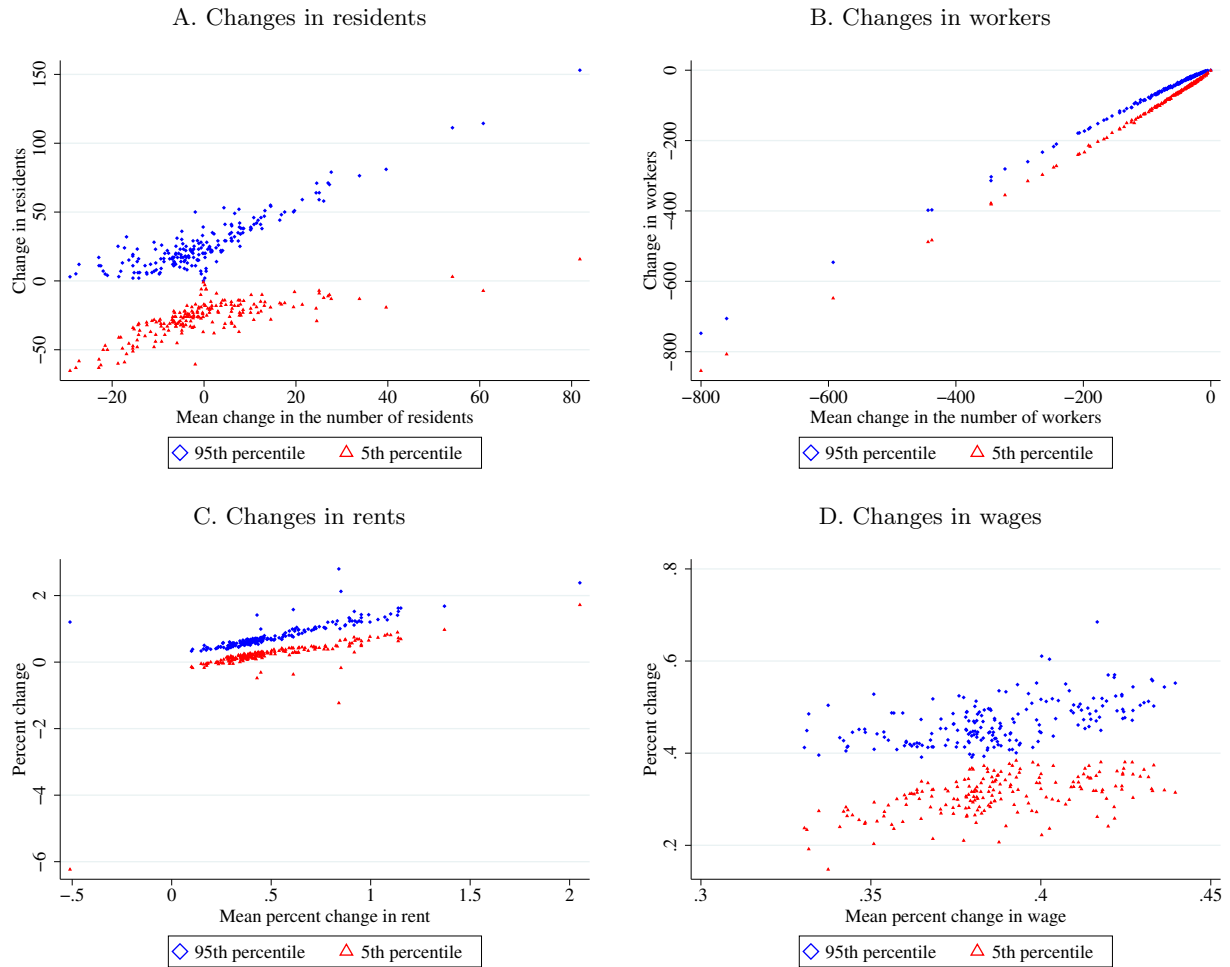 A. Changes in residents
Change in residents
150
100
50
0
−50
−20 0 20 40 60 80
Mean change in the number of residents
95th percentile 5th percentile
B. Changes in workers
Change in workers
0
−200
−400
−600
−800
−800 −600 −400 −200 0
Mean change in the number of workers
95th percentile 5th percentile
C. Changes in rents
Percent change
2
0
−2
−4
−6
−.5 0 .5 1 1.5 2
Mean percent change in rent
95th percentile 5th percentile
D. Changes in wages
Percent change
.8
.6
.4
.2
.3 .35 .4 .45
Mean percent change in wage
95th percentile 5th percentile